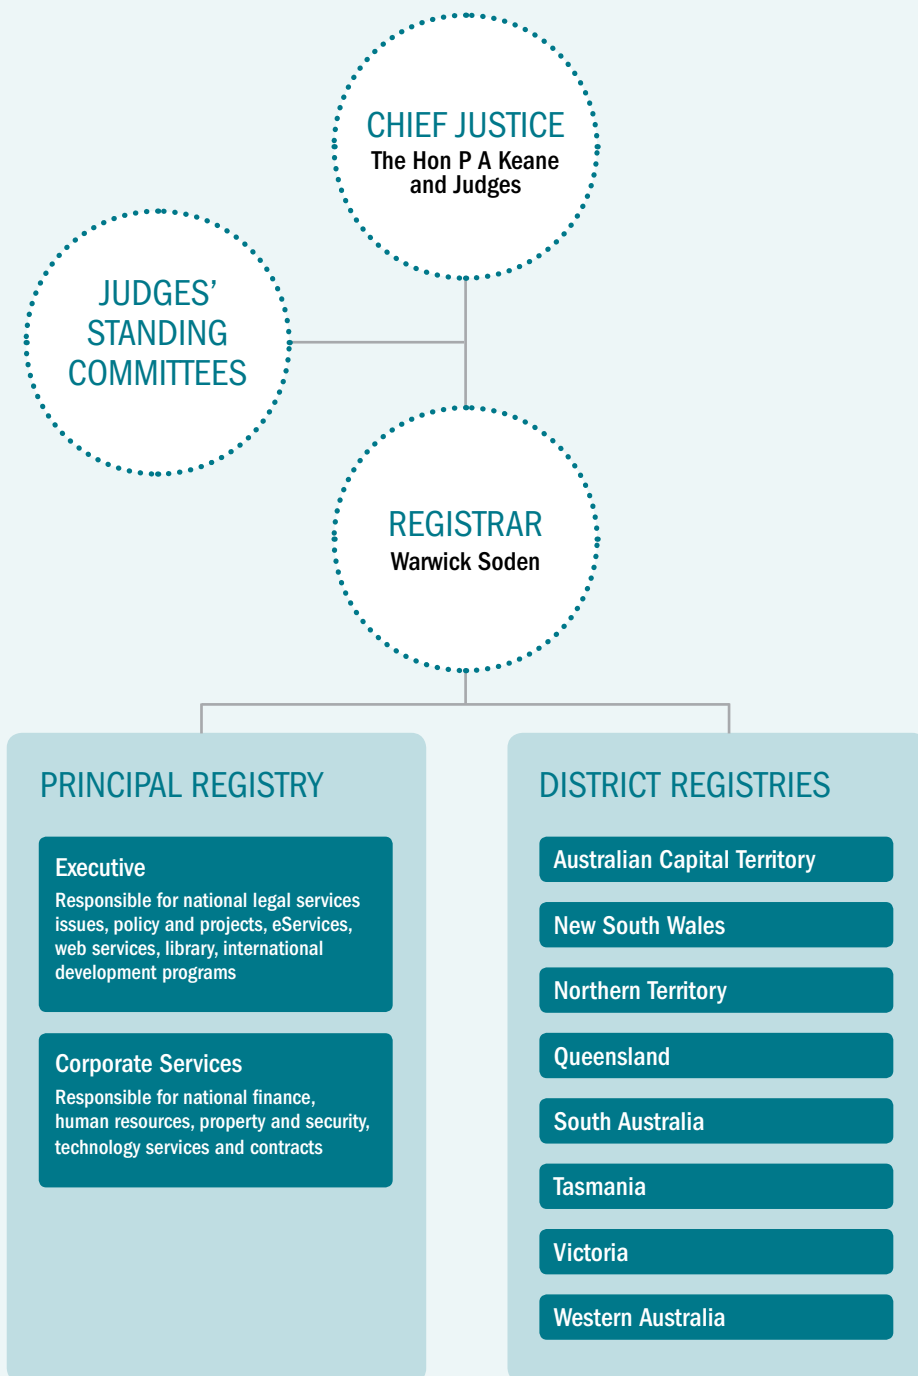 CHIEF JUSTICE
The Hon P A Keane
and Judges
JUDGES’
STANDING
COMMITTEES
REGISTRAR
Warwick Soden
PRINCIPAL REGISTRY
Executive
Responsible for national legal services
issues, policy and projects, eServices,
web services, library, international
development programs
Corporate Services
Responsible for national finance,
human resources, property and security,
technology services and contracts
DISTRICT REGISTRIES
Australian Capital Territory
New South Wales
Northern Territory
Queensland
South Australia
Tasmania
Victoria
Western Australia